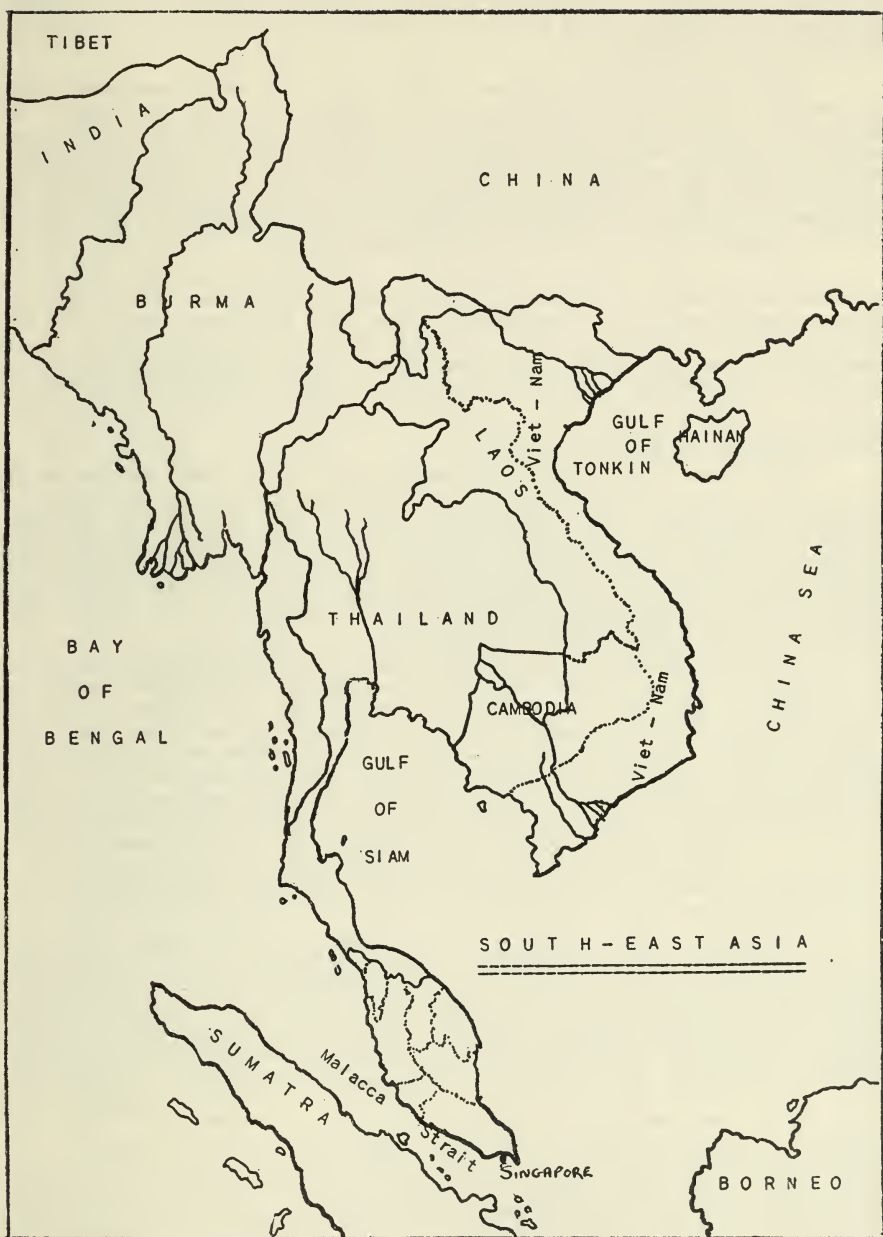 TIBET
INDIA
CHINA
BURMA
Viet - Nam
LAOS
GULF
OF
TONKIN
HAINAN
CHINA SEA
THAILAND
BAY
OF
BENGAL
CAMBODIA
Viet - Nam
GULF
OF
SIAM
SOUTH-EAST ASIA
SUMATRA
Malacca
Strait
SINGAPORE
BORNEO